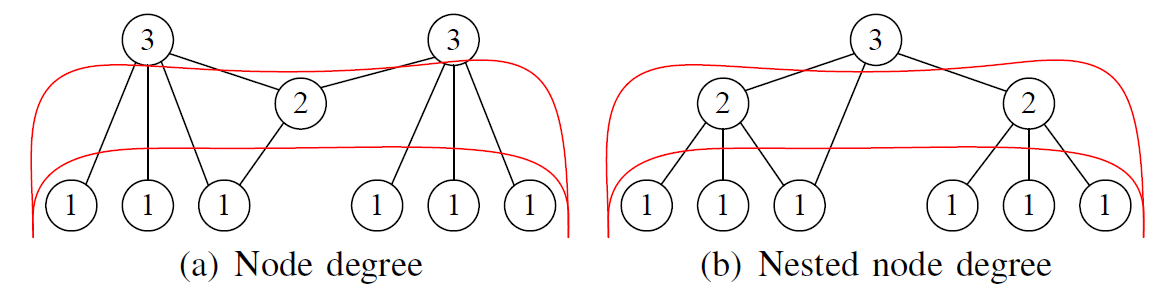 3 3 3
2 2 2
1 1 1 1 1 1 1 1 1 1 1 1
(a) Node degree (b) Nested node degree